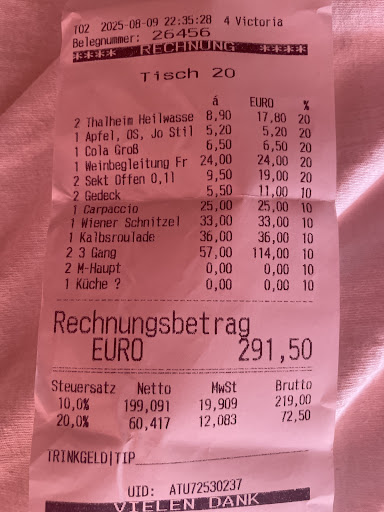 T02 2025-08-09 22:35:28 4 Victoria
Belegnummer: 26456
***** RECHNUNG *****
Tisch 20
á EURO %
2 Thalheim Heilwasse 8,90 17,80 20
1 Apfel, OS, Jo Stil 5,20 5,20 20
1 Cola Groß 6,50 6,50 20
1 Weinbegleitung Fr 24,00 24,00 20
2 Sekt Offen 0,1l 9,50 19,00 20
2 Gedeck 5,50 11,00 10
1 Carpaccio 25,00 25,00 10
1 Wiener Schnitzel 33,00 33,00 10
1 Kalbsroulade 36,00 36,00 10
2 3 Gang 57,00 114,00 10
2 M-Haupt 0,00 0,00 10
1 Küche ? 0,00 0,00 10
Rechnungsbetrag
EURO 291,50
Steuersatz Netto MwSt Brutto
10,0% 199,091 19,909 219,00
20,0% 60,417 12,083 72,50
TRINKGELD|TIP
UID: ATU72530237
VIELEN DANK